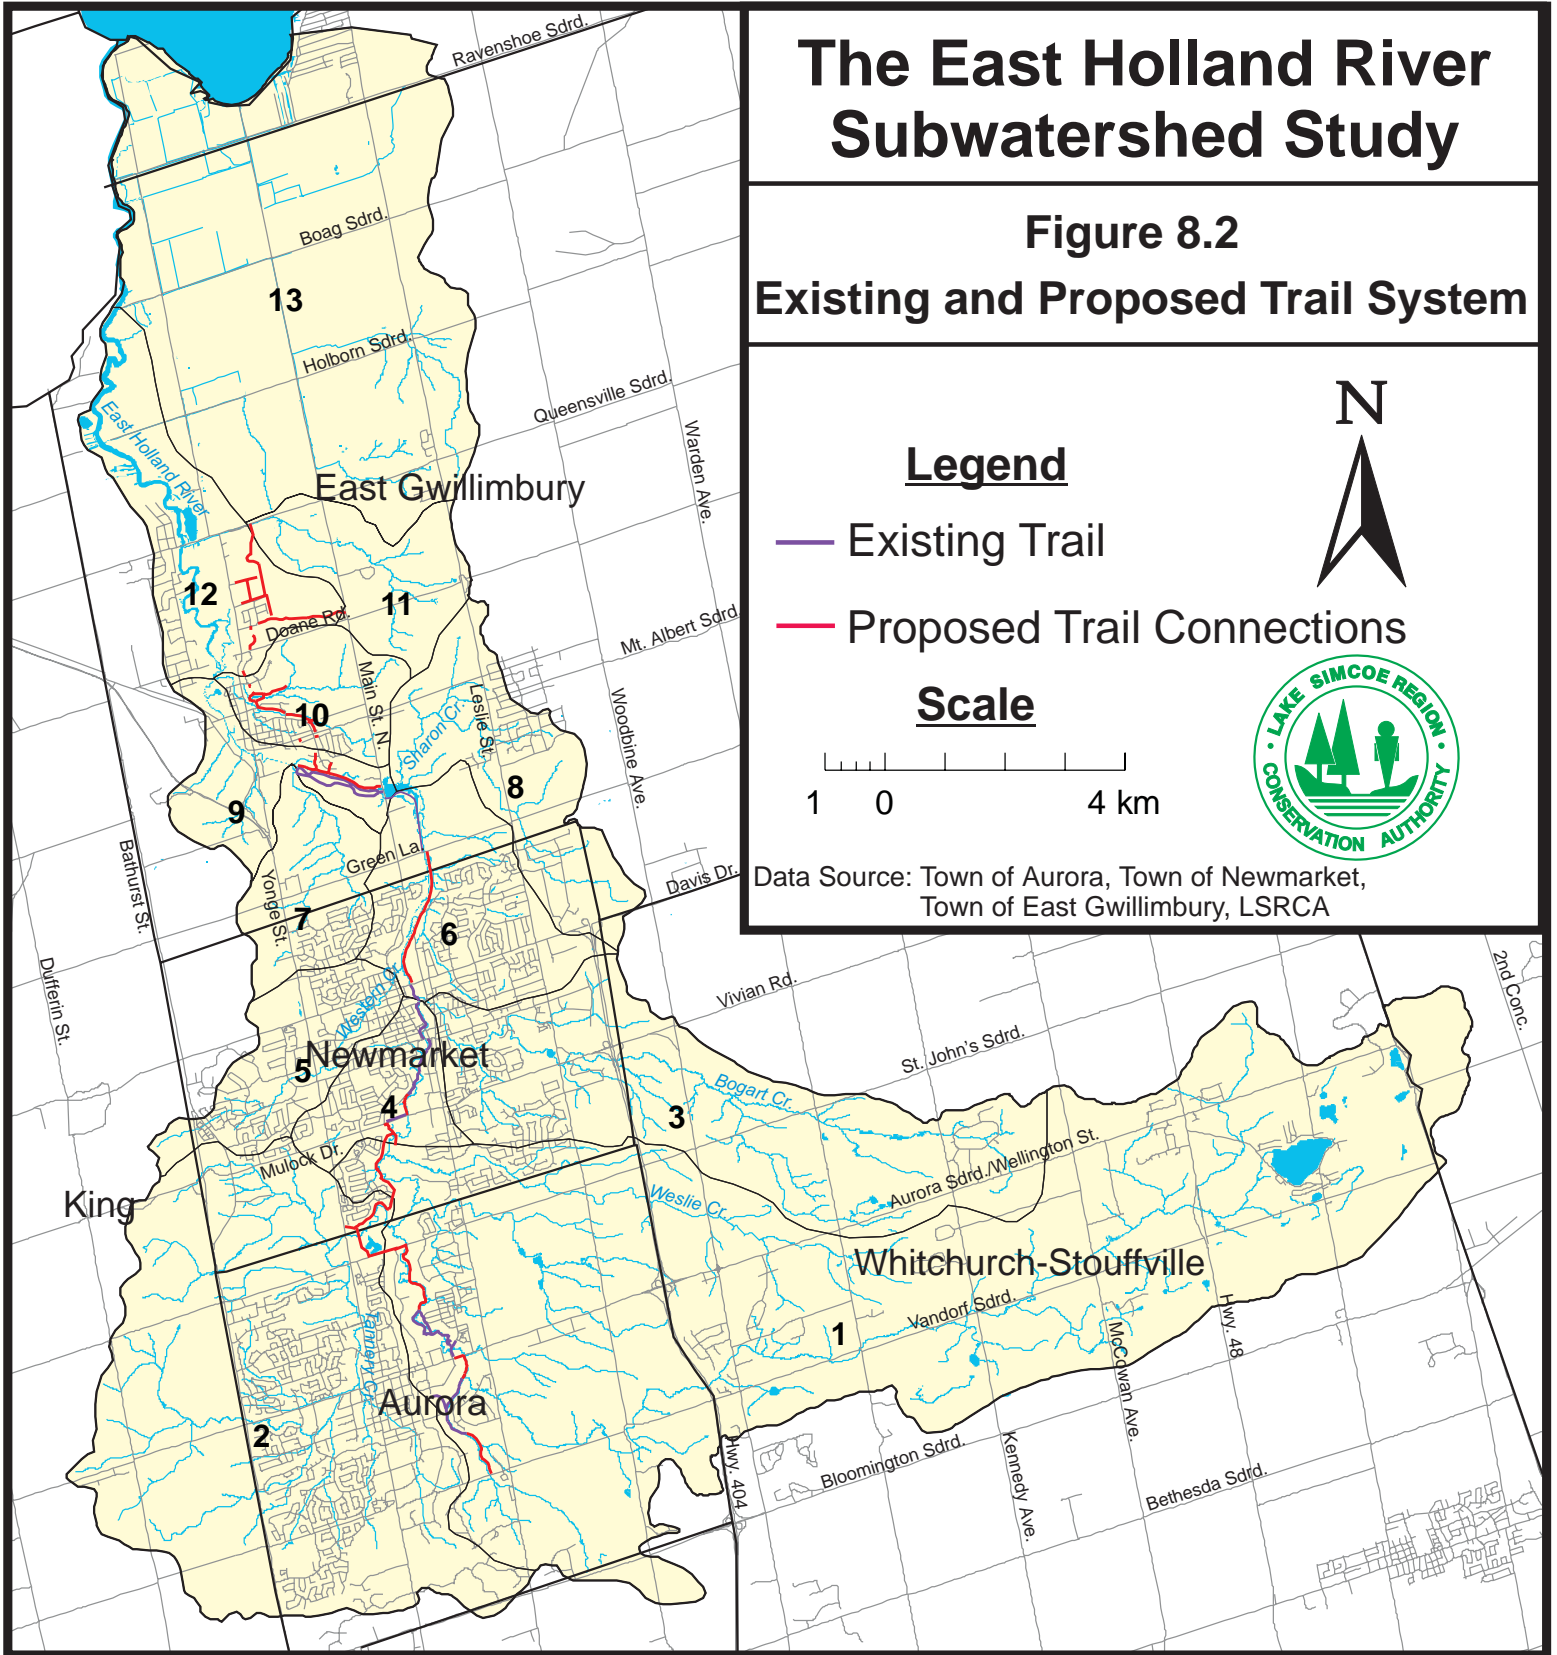 The East Holland River
Subwatershed Study
Figure 8.2
Existing and Proposed Trail System
N
Legend
Existing Trail
Proposed Trail Connections
Scale
1 0 4 km
LAKE SIMCOE REGION
CONSERVATION AUTHORITY
Data Source: Town of Aurora, Town of Newmarket,
Town of East Gwillimbury, LSRCA
Ravenshoe Sdrd.
Boag Sdrd.
13
Holborn Sdrd.
Queensville Sdrd.
East Holland River
Warden Ave.
East Gwillimbury
12
11
Doane Rd.
Mt. Albert Sdrd.
Main St. N.
Leslie St.
Woodbine Ave.
10
Sharon Cr.
8
9
Green La.
Bathurst St.
Yonge St.
Davis Dr.
7
6
Dufferin St.
Western Cr.
Vivian Rd.
2nd Conc.
St. John's Sdrd.
Newmarket
5
4
3
Bogart Cr.
Mulock Dr.
Aurora Sdrd./Wellington St.
King
Weslie Cr.
Whitchurch-Stouffville
Vandorf Sdrd.
1
Hwy. 48
McCowan Ave.
Tannery Cr.
Aurora
2
Hwy. 404
Bloomington Sdrd.
Kennedy Ave.
Bethesda Sdrd.